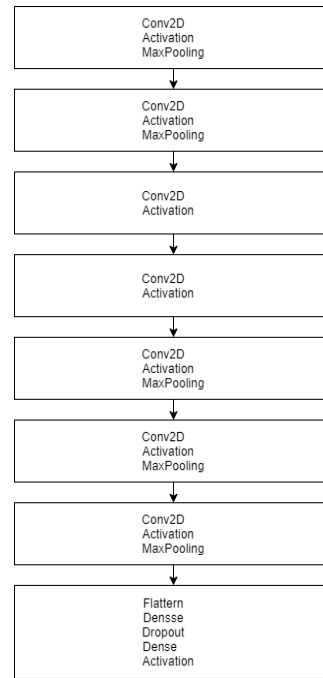 Conv2D
Activation
MaxPooling
Conv2D
Activation
MaxPooling
Conv2D
Activation
Conv2D
Activation
Conv2D
Activation
MaxPooling
Conv2D
Activation
MaxPooling
Conv2D
Activation
MaxPooling
Flattern
Densse
Dropout
Dense
Activation